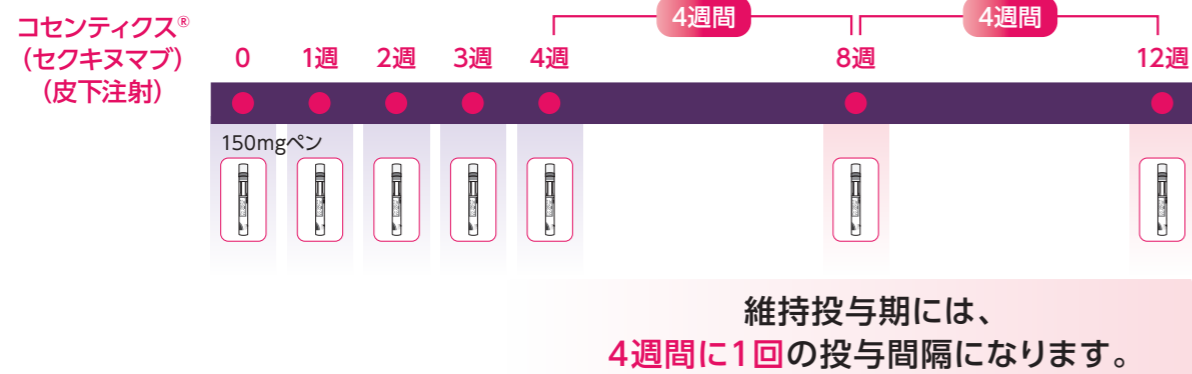 コセンティクス®
(セクキヌマブ)
(皮下注射)
4週間 4週間
0 1週 2週 3週 4週 8週 12週
150mgペン
維持投与期には、
4週間に1回の投与間隔になります。